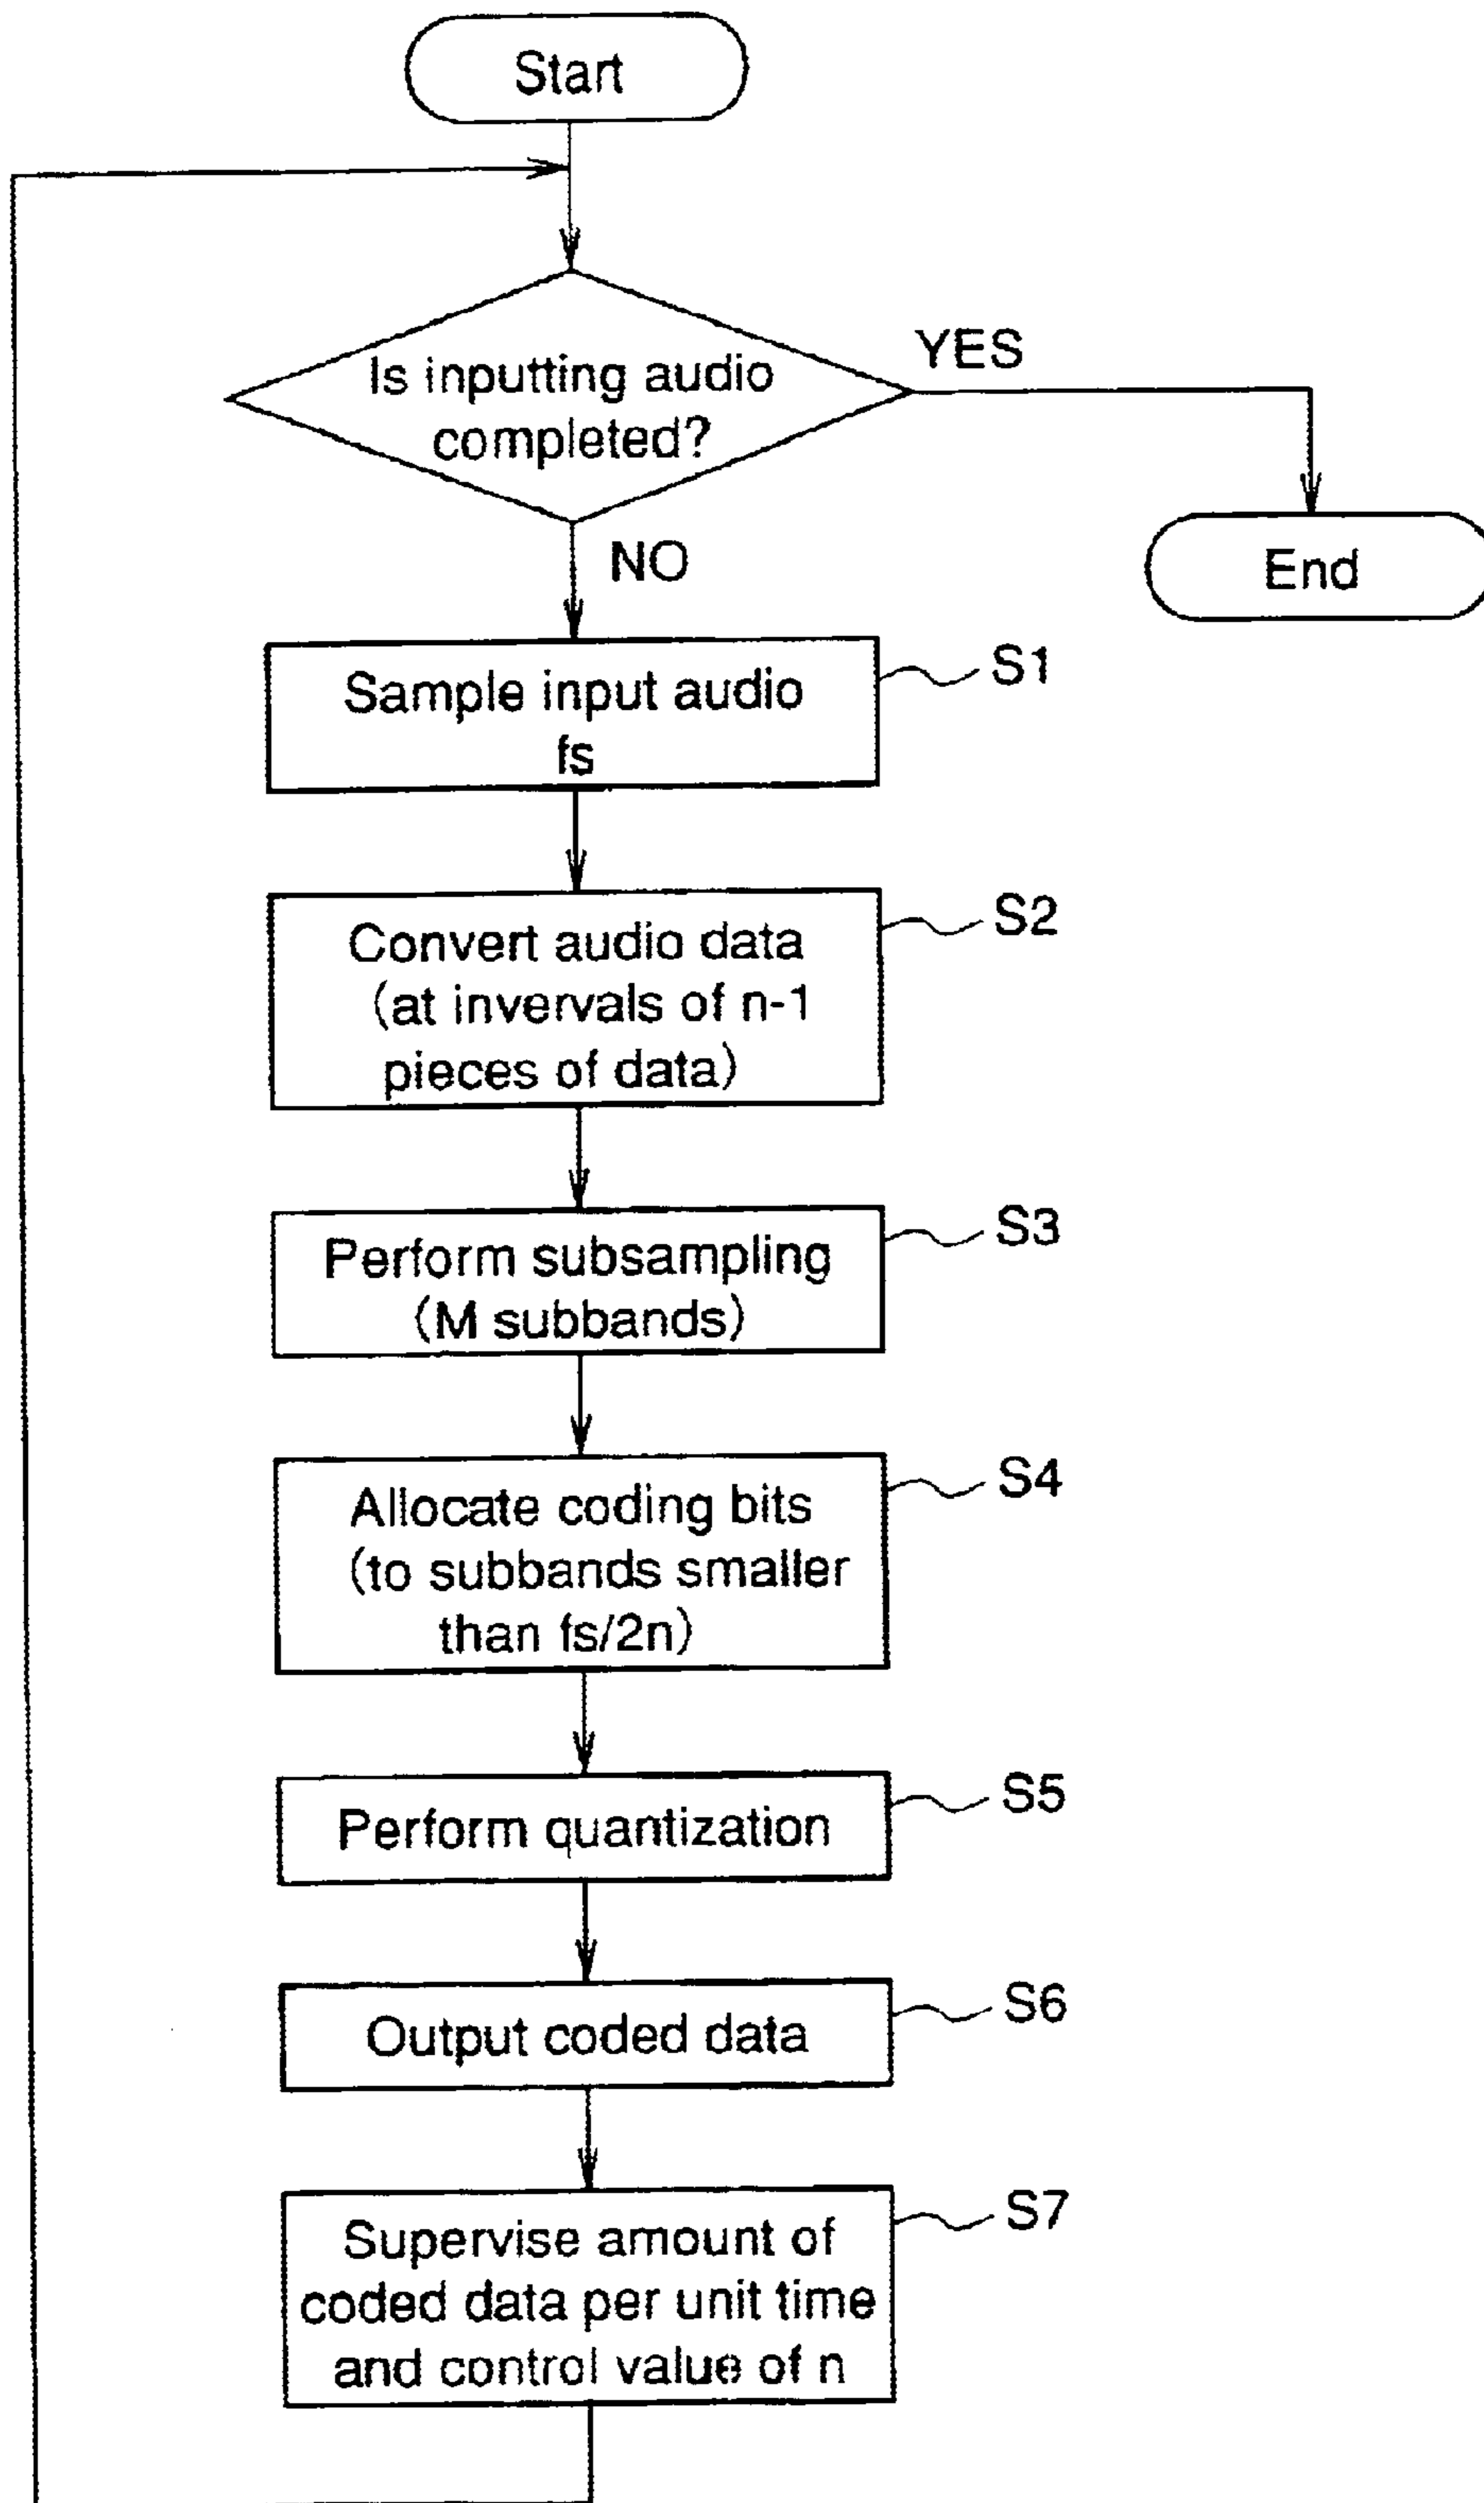 Start
Is inputting audio
completed?
YES
NO
End
Sample input audio
fs
S1
Convert audio data
(at invervals of n-1
pieces of data)
S2
Perform subsampling
(M subbands)
S3
Allocate coding bits
(to subbands smaller
than fs/2n)
S4
Perform quantization
S5
Output coded data
S6
Supervise amount of
coded data per unit time
and control value of n
S7